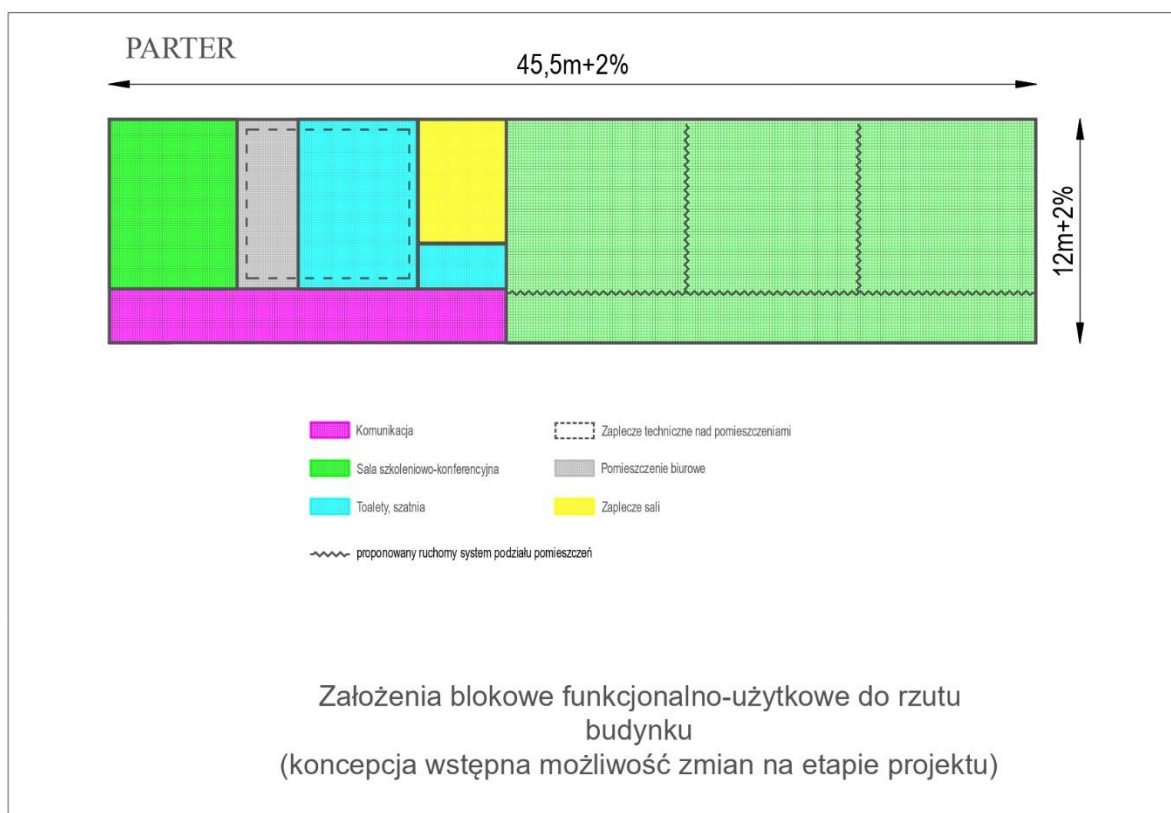 PARTER
45,5m+2%
12m+2%
Komunikacja
Zaplecze techniczne nad pomieszczeniami
Sala szkoleniowo-konferencyjna
Pomieszczenie biurowe
Toalety, szatnia
Zaplecze sali
proponowany ruchomy system podziału pomieszczeń
Założenia blokowe funkcjonalno-użytkowe do rzutu
budynku
(koncepcja wstępna możliwość zmian na etapie projektu)